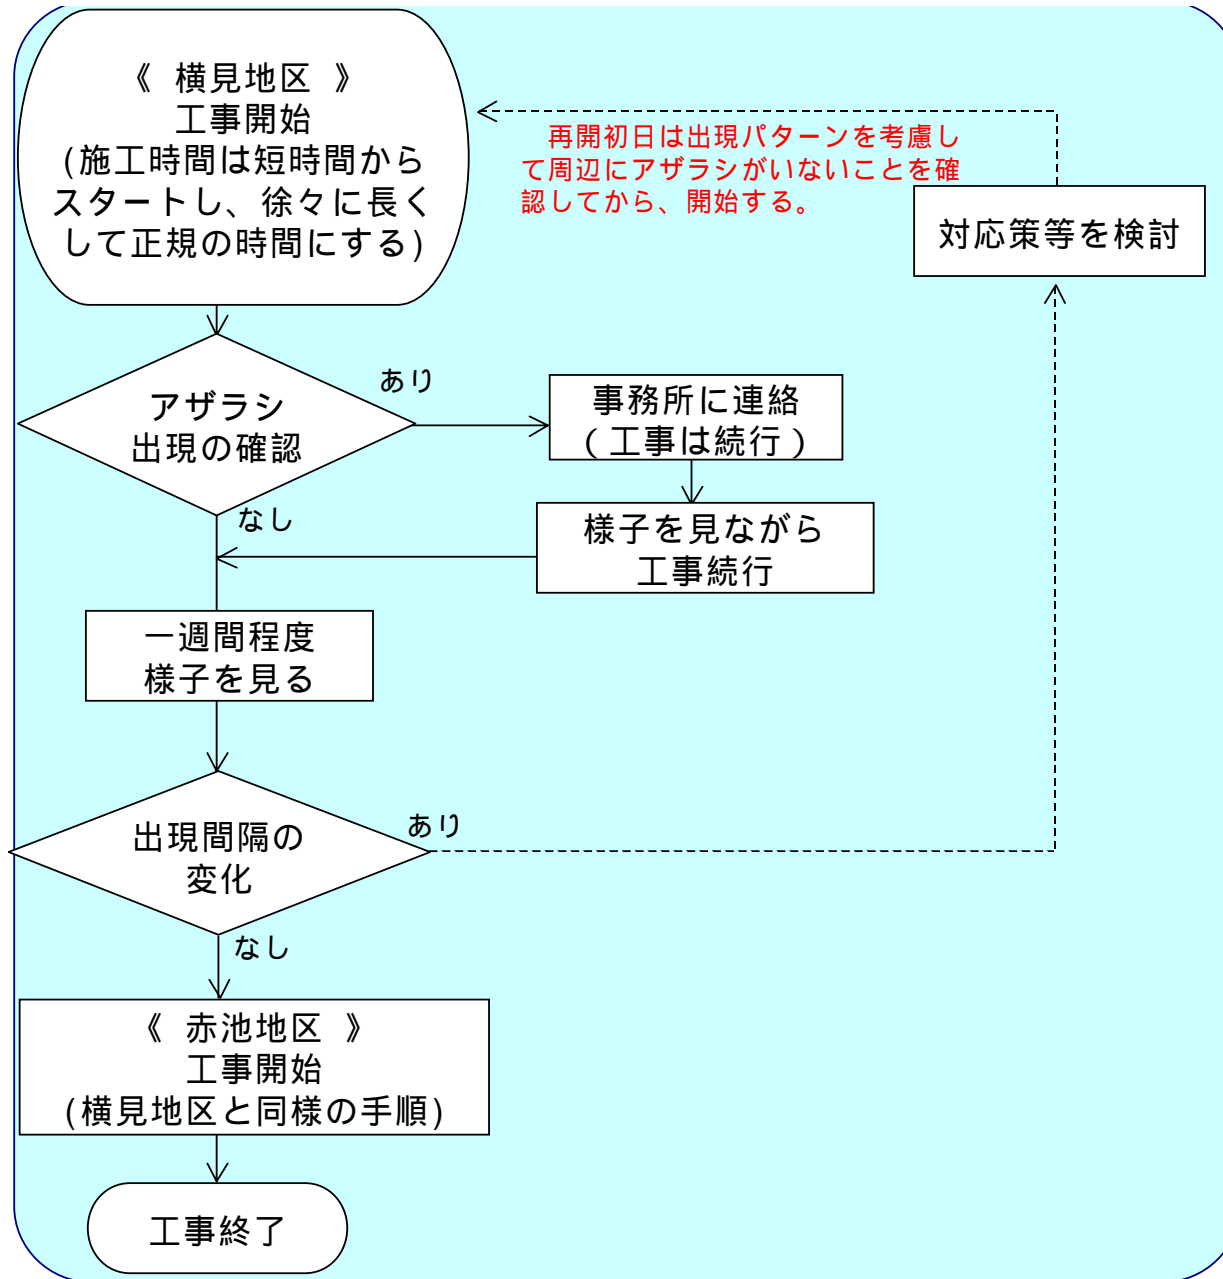 《 横見地区 》
工事開始
(施工時間は短時間から
スタートし、徐々に長く
して正規の時間にする)
再開初日は出現パターンを考慮し
て周辺にアザラシがいないことを確
認してから、開始する。
対応策等を検討
アザラシ
出現の確認
あり
事務所に連絡
(工事は続行)
なし
様子を見ながら
工事続行
一週間程度
様子を見る
出現間隔の
変化
あり
なし
《 赤池地区 》
工事開始
(横見地区と同様の手順)
工事終了